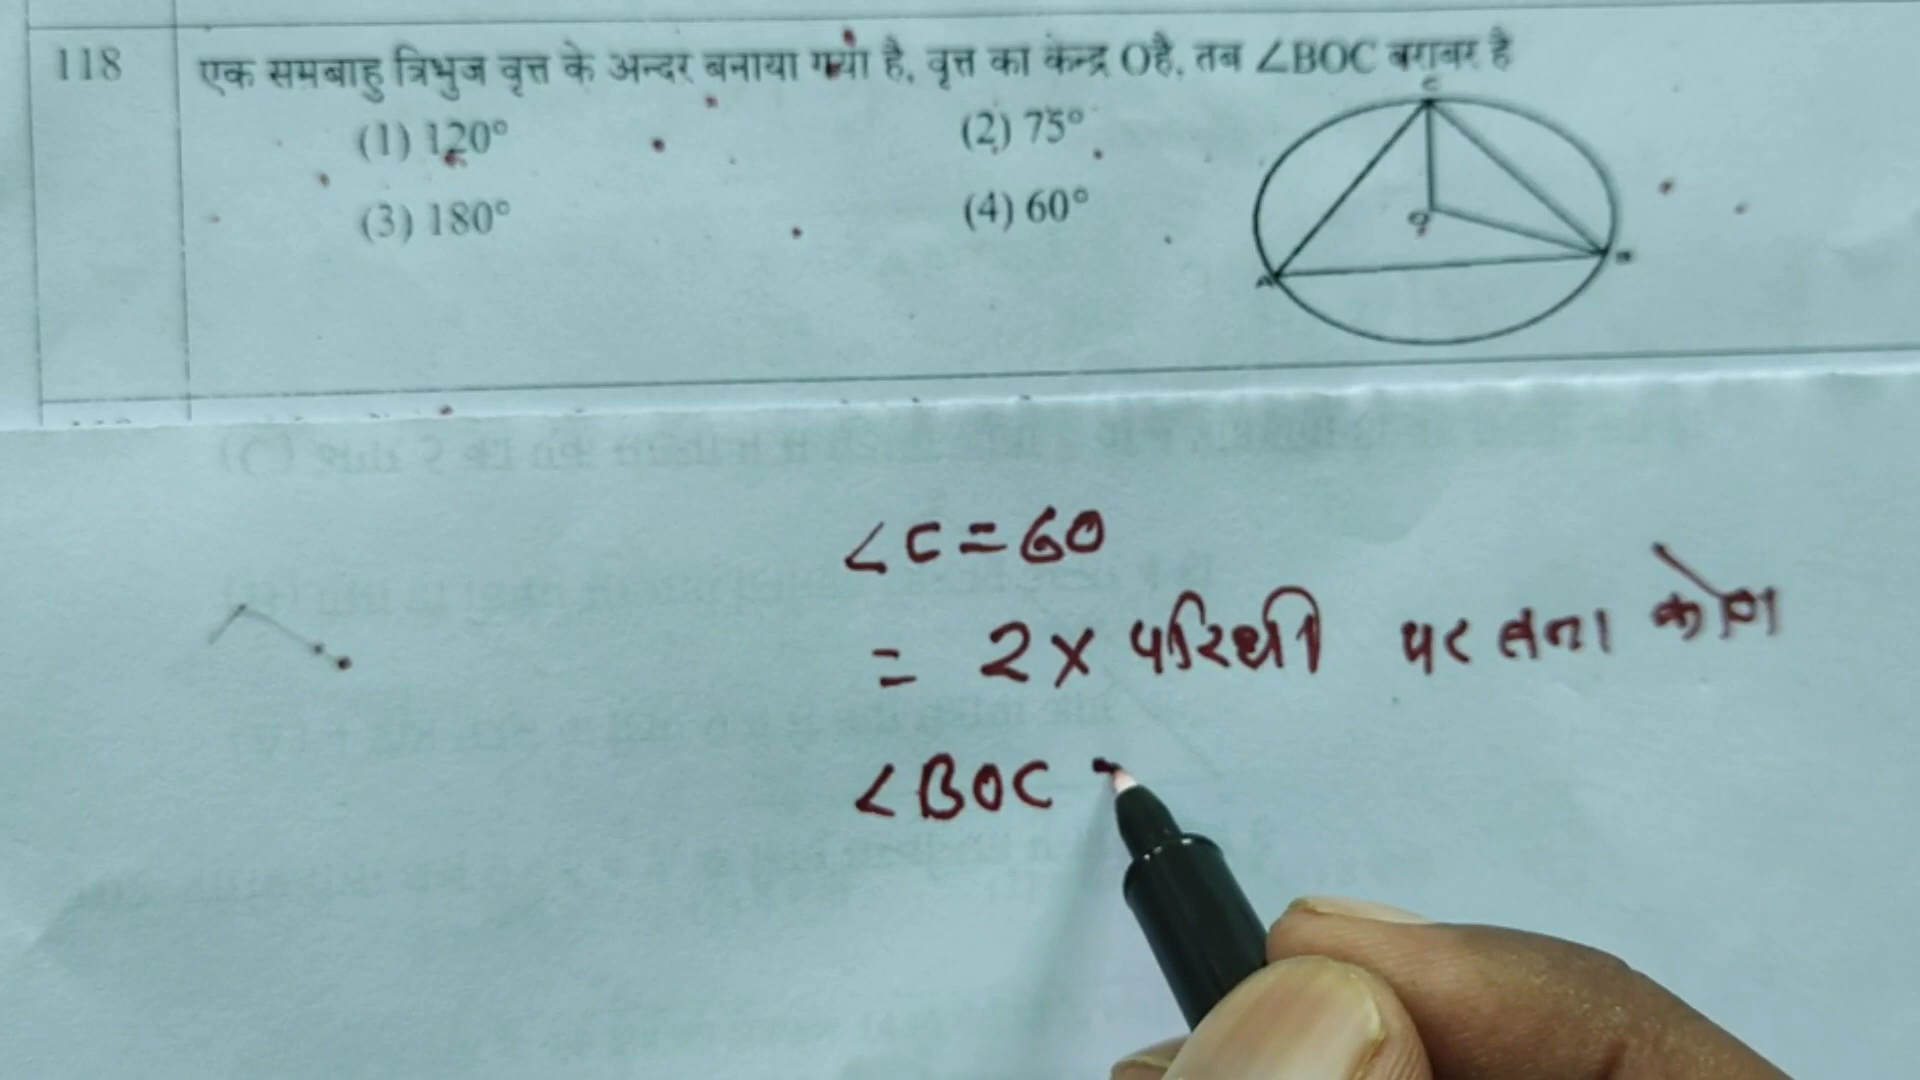 118 एक समबाहु त्रिभुज वृत्त के अन्दर बनाया गया है, वृत्त का केन्द्र O है, तब ∠BOC बराबर है
(1) 120° (2) 75°
(3) 180° (4) 60°
C
O
A
B
∠C = 60
= 2 × परिधी पर बना कोण
∠BOC